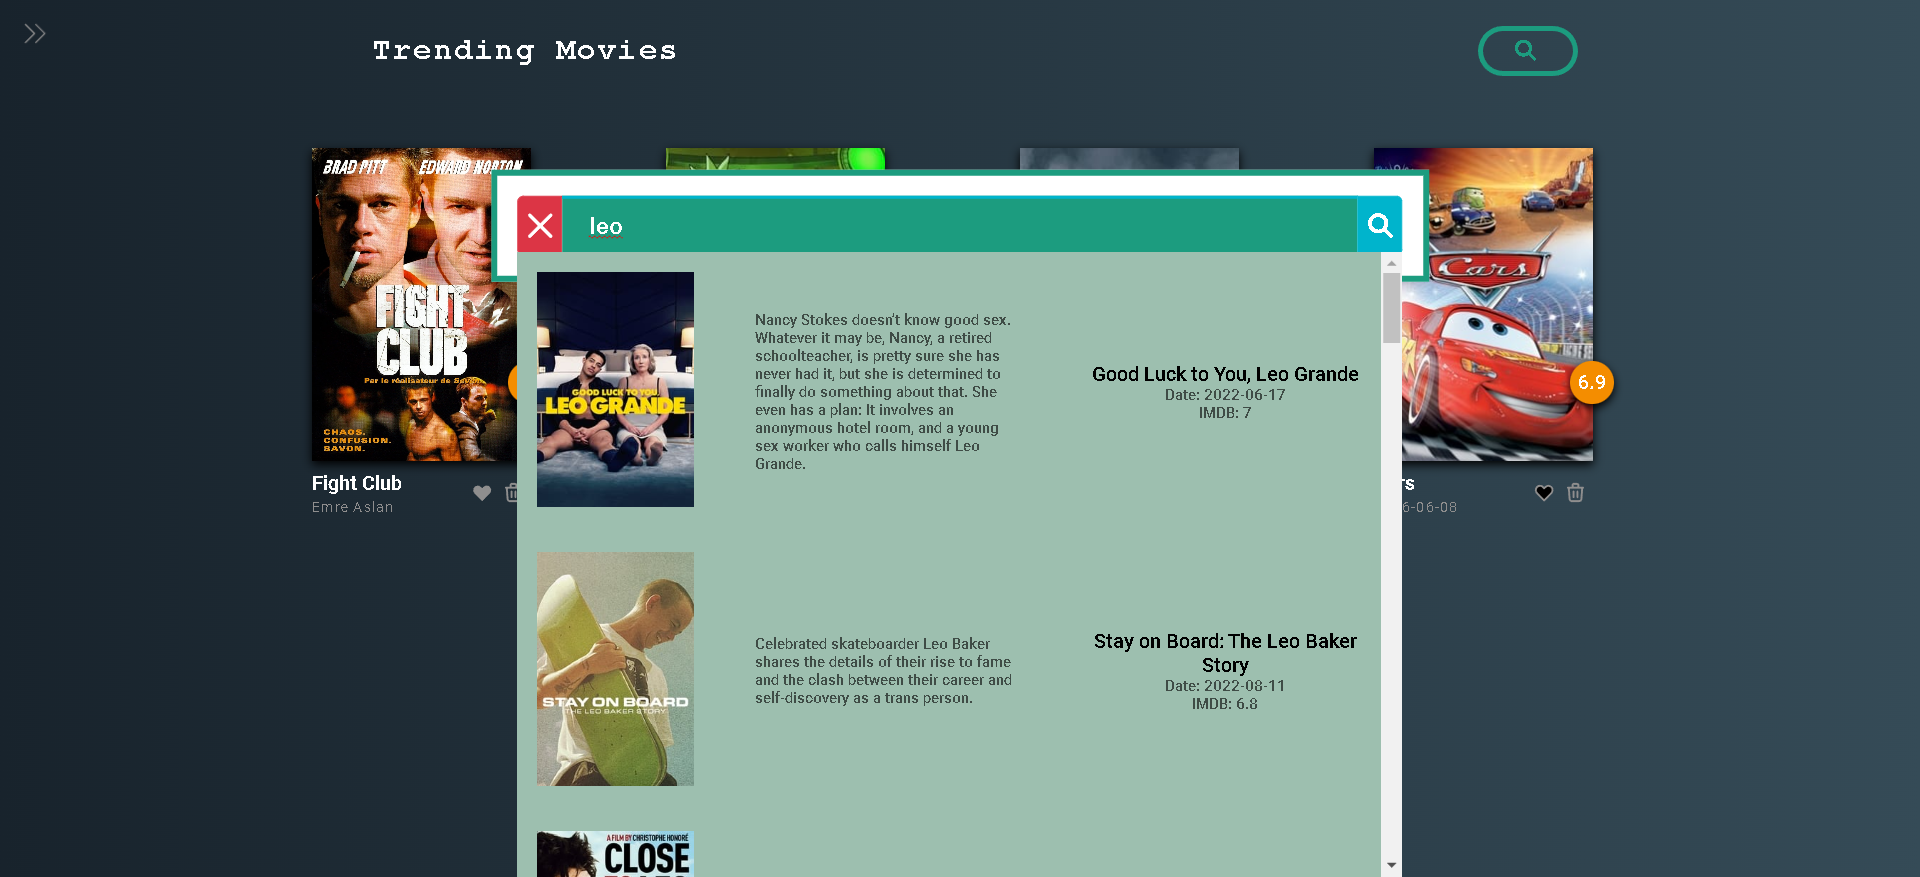 Trending Movies
BRAD PITT EDWARD NORTON
FIGHT
CLUB
Par le réalisateur de Seven.
CHAOS.
CONFUSION.
SAVON.
Fight Club
Emre Aslan
leo
GOOD LUCK TO YOU,
LEO GRANDE
Nancy Stokes doesn't know good sex.
Whatever it may be, Nancy, a retired
schoolteacher, is pretty sure she has
never had it, but she is determined to
finally do something about that. She
even has a plan: It involves an
anonymous hotel room, and a young
sex worker who calls himself Leo
Grande.
Good Luck to You, Leo Grande
Date: 2022-06-17
IMDB: 7
STAY ON BOARD
THE LEO BAKER STORY
Celebrated skateboarder Leo Baker
shares the details of their rise to fame
and the clash between their career and
self-discovery as a trans person.
Stay on Board: The Leo Baker
Story
Date: 2022-08-11
IMDB: 6.8
A FILM BY CHRISTOPHE HONORÉ
CLOSE
Cars
6.9
rs
6-06-08